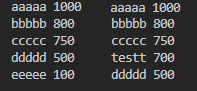 aaaaa 1000 aaaaa 1000
bbbbb 800 bbbbb 800
ccccc 750 ccccc 750
ddddd 500 testt 700
eeeee 100 ddddd 500